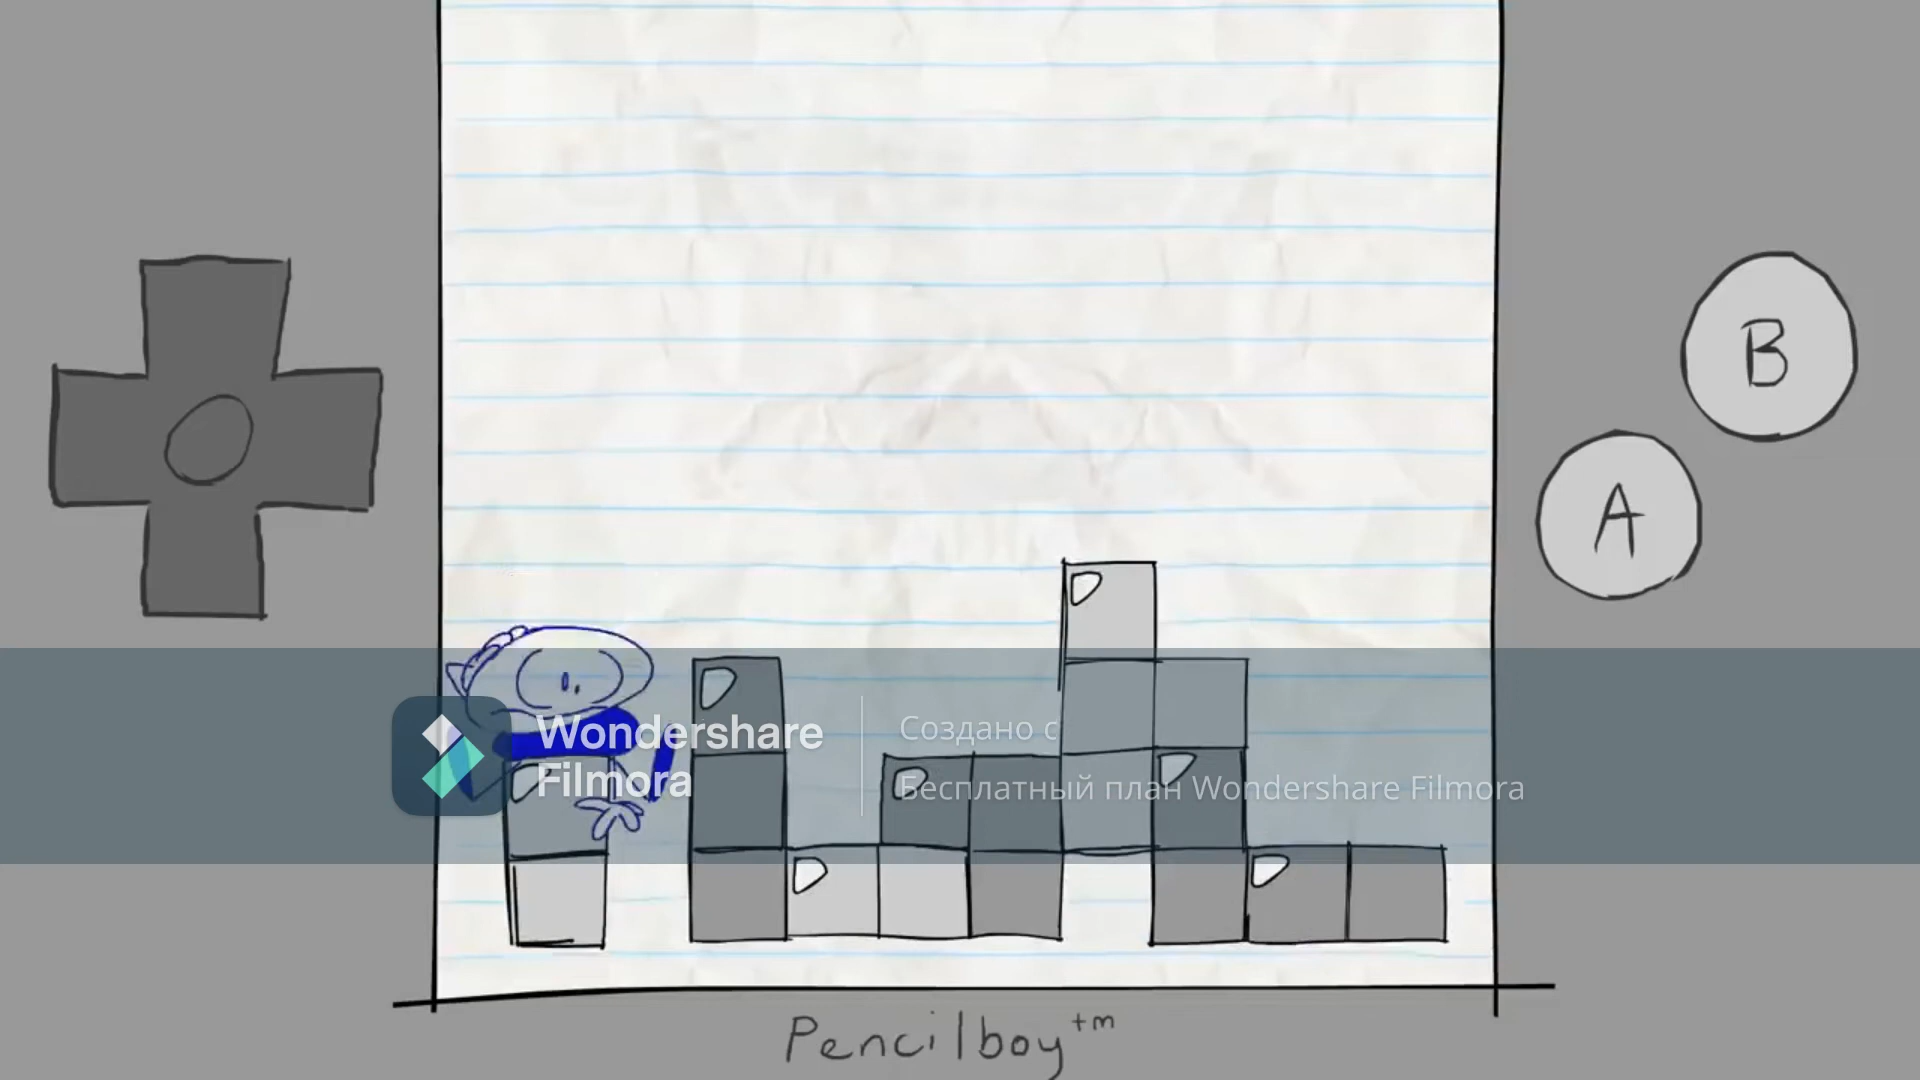 B
A
Wondershare
Filmora
Создано с
Бесплатный план Wondershare Filmora
Pencilboy™